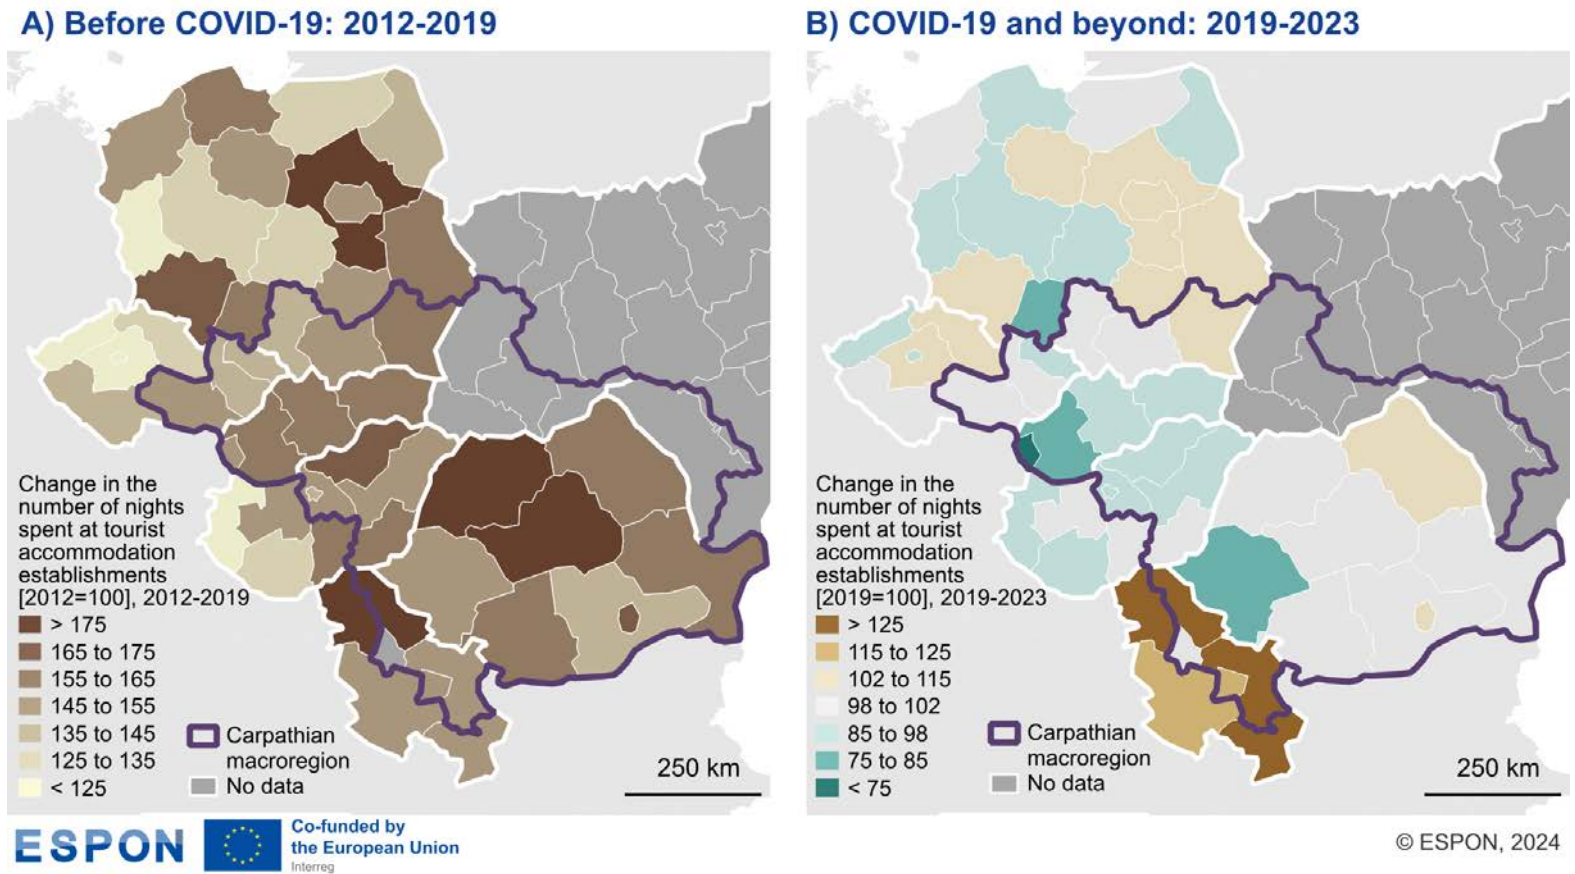 A) Before COVID-19: 2012-2019
Change in the
number of nights
spent at tourist
accommodation
establishments
[2012=100], 2012-2019
> 175
165 to 175
155 to 165
145 to 155
135 to 145
125 to 135
< 125
Carpathian
macroregion
No data
250 km
B) COVID-19 and beyond: 2019-2023
Change in the
number of nights
spent at tourist
accommodation
establishments
[2019=100], 2019-2023
> 125
115 to 125
102 to 115
98 to 102
85 to 98
75 to 85
< 75
Carpathian
macroregion
No data
250 km
ESPON
Co-funded by
the European Union
Interreg
© ESPON, 2024